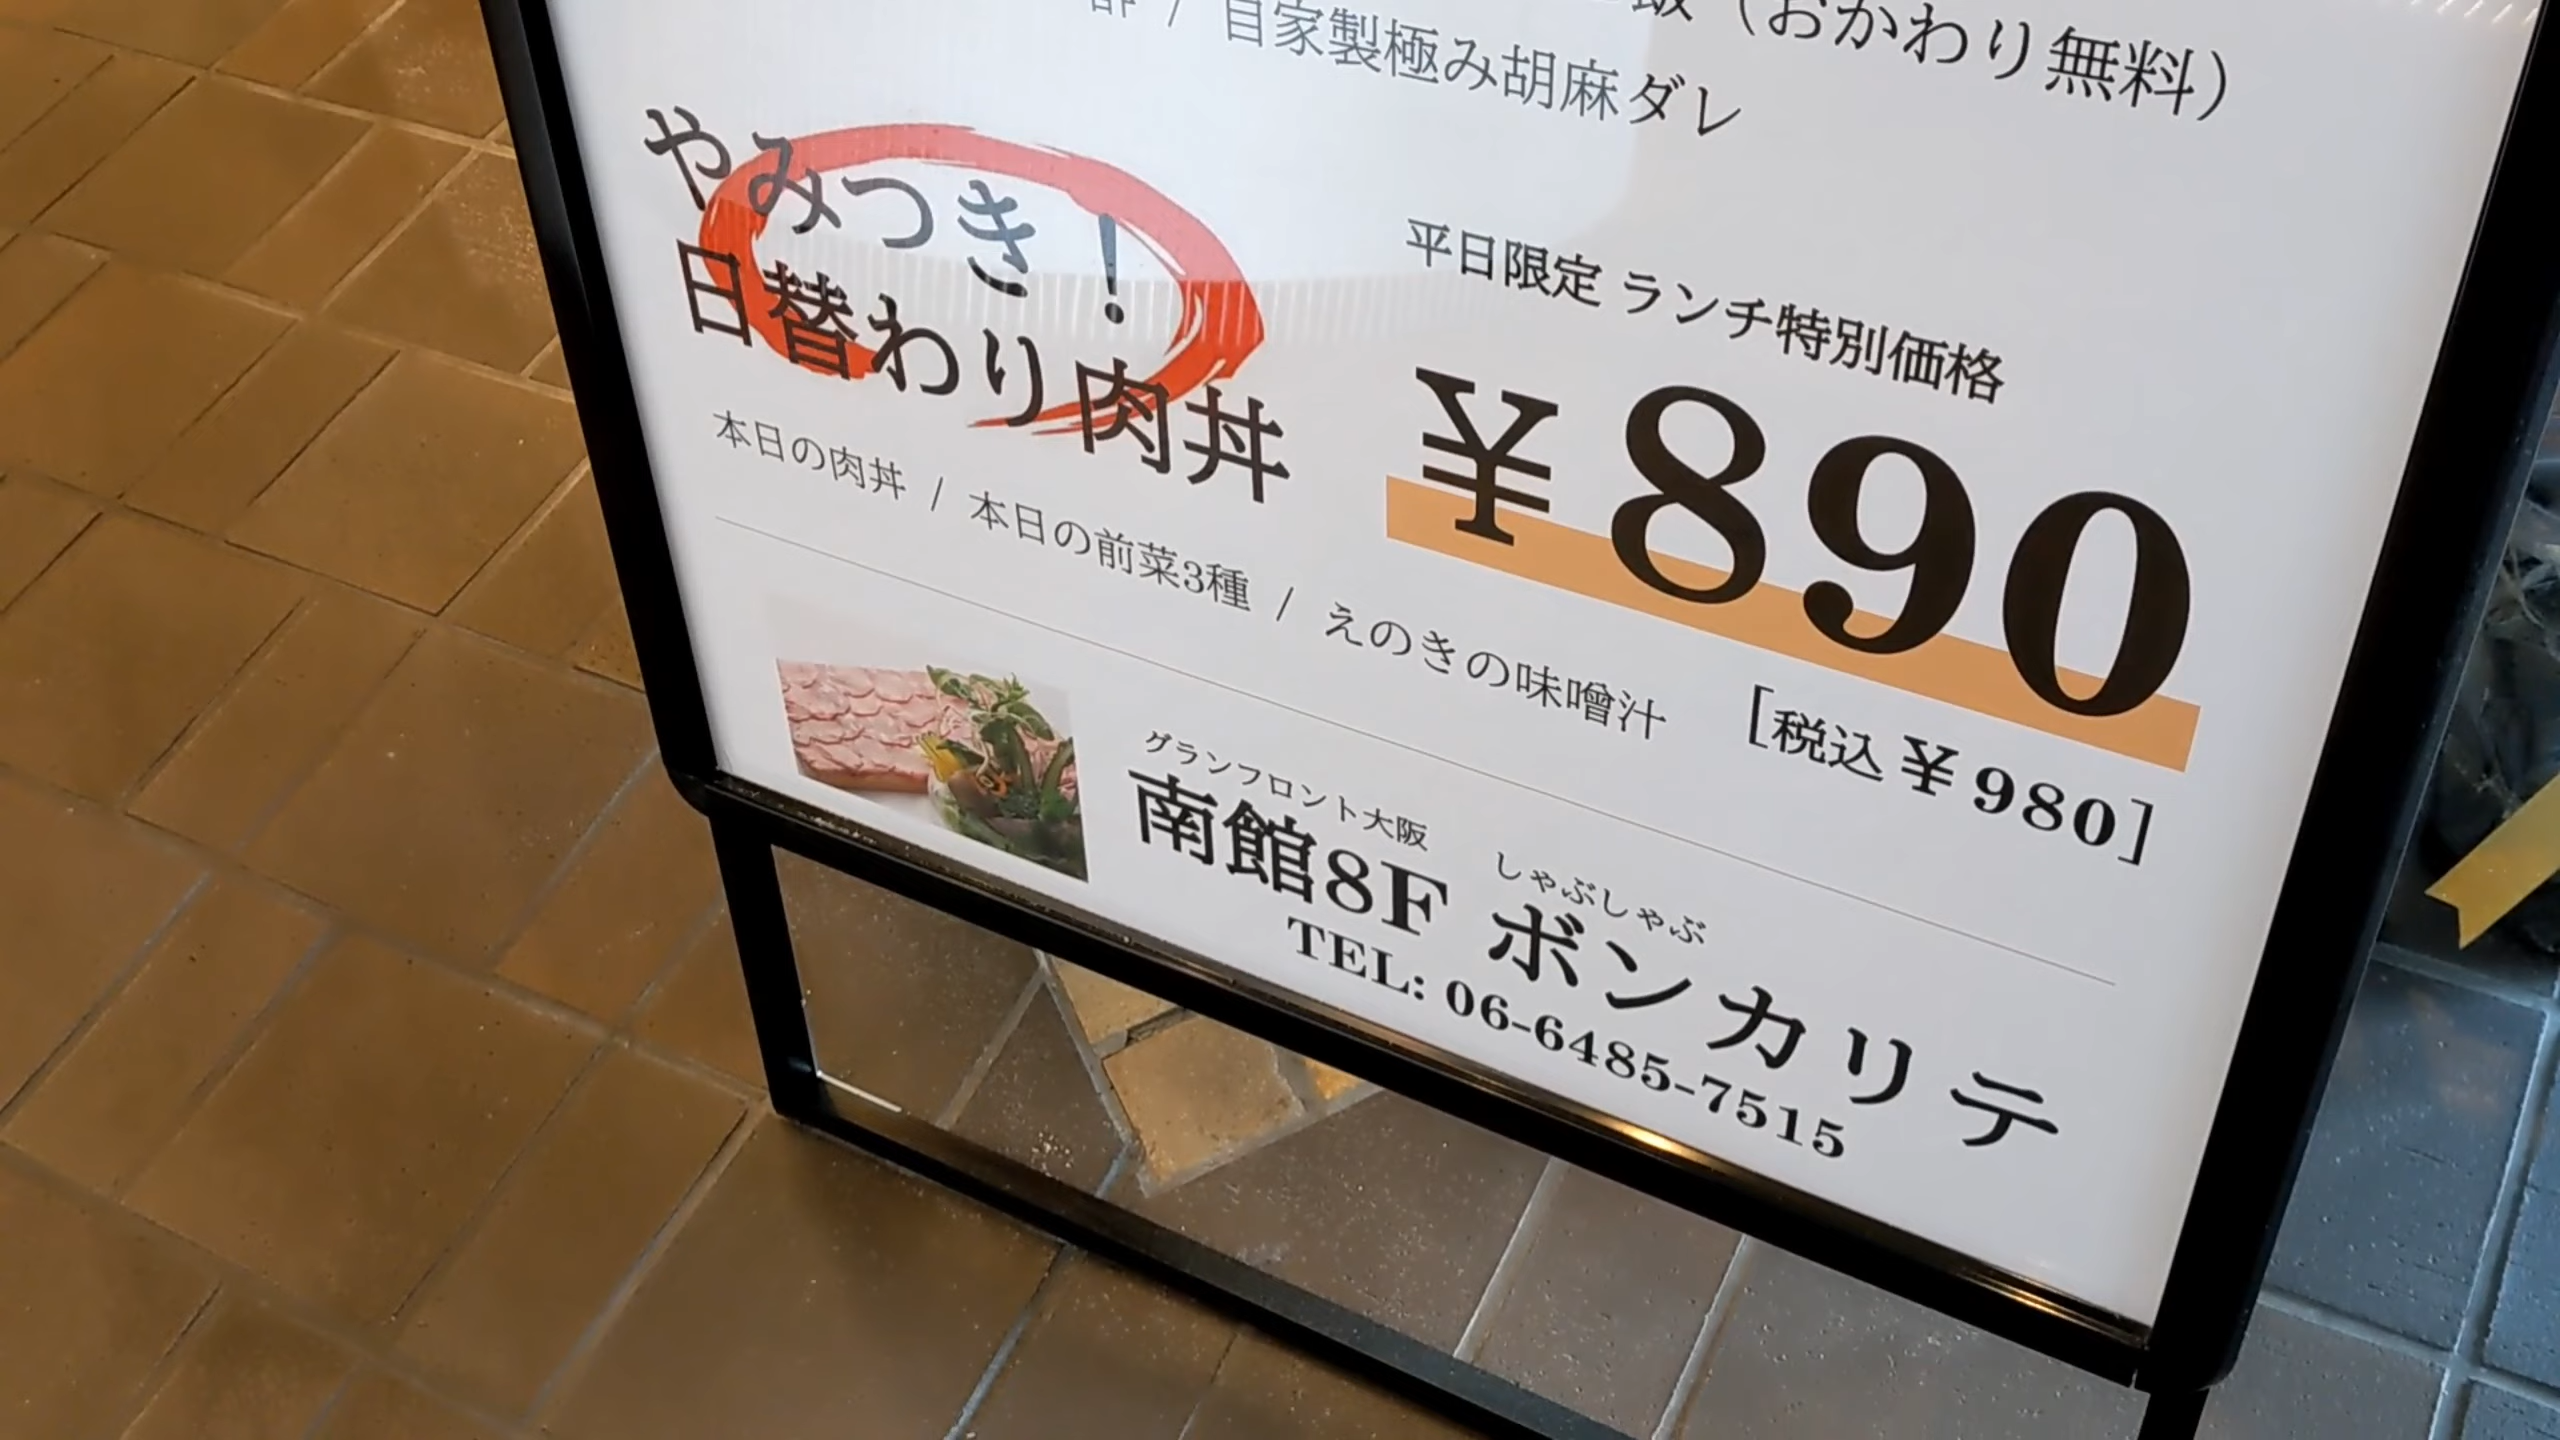 飯（おかわり無料）
部 / 自家製極み胡麻ダレ
やみつき！
日替わり肉丼
平日限定 ランチ特別価格
¥890
本日の肉丼 / 本日の前菜3種 / えのきの味噌汁
[税込¥980]
グランフロント大阪
南館8F
しゃぶしゃぶ
ボンカリテ
TEL: 06-6485-7515